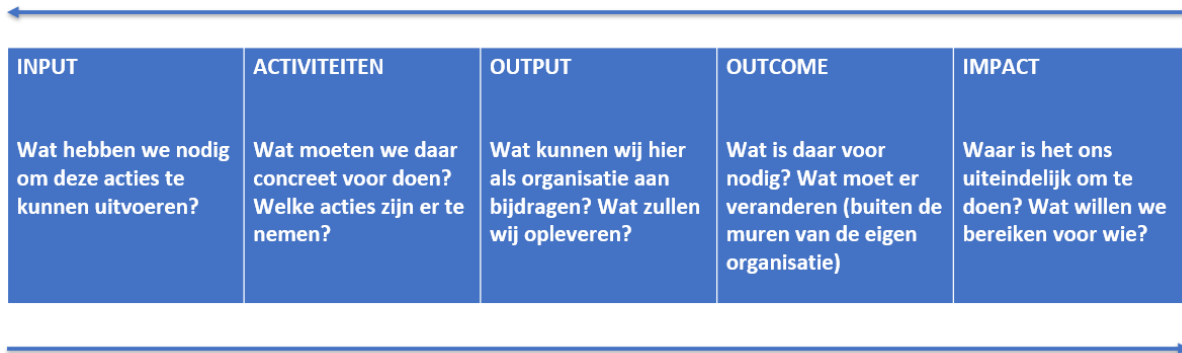 INPUT
Wat hebben we nodig
om deze acties te
kunnen uitvoeren?
ACTIVITEITEN
Wat moeten we daar
concreet voor doen?
Welke acties zijn er te
nemen?
OUTPUT
Wat kunnen wij hier
als organisatie aan
bijdragen? Wat zullen
wij opleveren?
OUTCOME
Wat is daar voor
nodig? Wat moet er
veranderen (buiten de
muren van de eigen
organisatie)
IMPACT
Waar is het ons
uiteindelijk om te
doen? Wat willen we
bereiken voor wie?